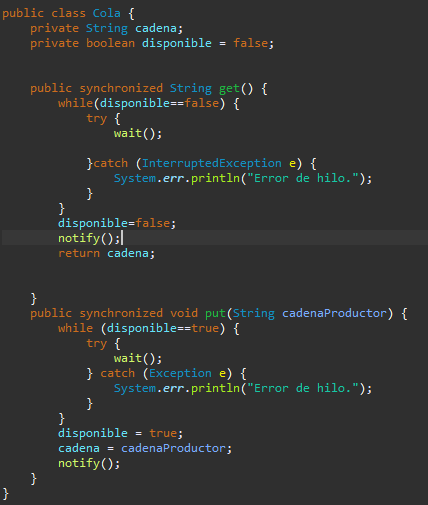 public class Cola {
    private String cadena;
    private boolean disponible = false;


    public synchronized String get() {
        while(disponible==false) {
            try {
                wait();

            }catch (InterruptedException e) {
                System.err.println("Error de hilo.");
            }
        }
        disponible=false;
        notify();
        return cadena;


    }
    public synchronized void put(String cadenaProductor) {
        while (disponible==true) {
            try {
                wait();
            } catch (Exception e) {
                System.err.println("Error de hilo.");
            }
        }
        disponible = true;
        cadena = cadenaProductor;
        notify();
    }
}